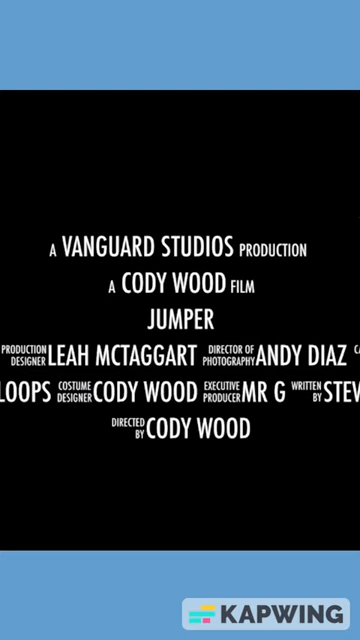 A VANGUARD STUDIOS PRODUCTION
A CODY WOOD FILM
JUMPER
PRODUCTION DESIGNER LEAH MCTAGGART DIRECTOR OF PHOTOGRAPHY ANDY DIAZ
LOOPS COSTUME DESIGNER CODY WOOD EXECUTIVE PRODUCER MR G WRITTEN BY
DIRECTED BY CODY WOOD
KAPWING